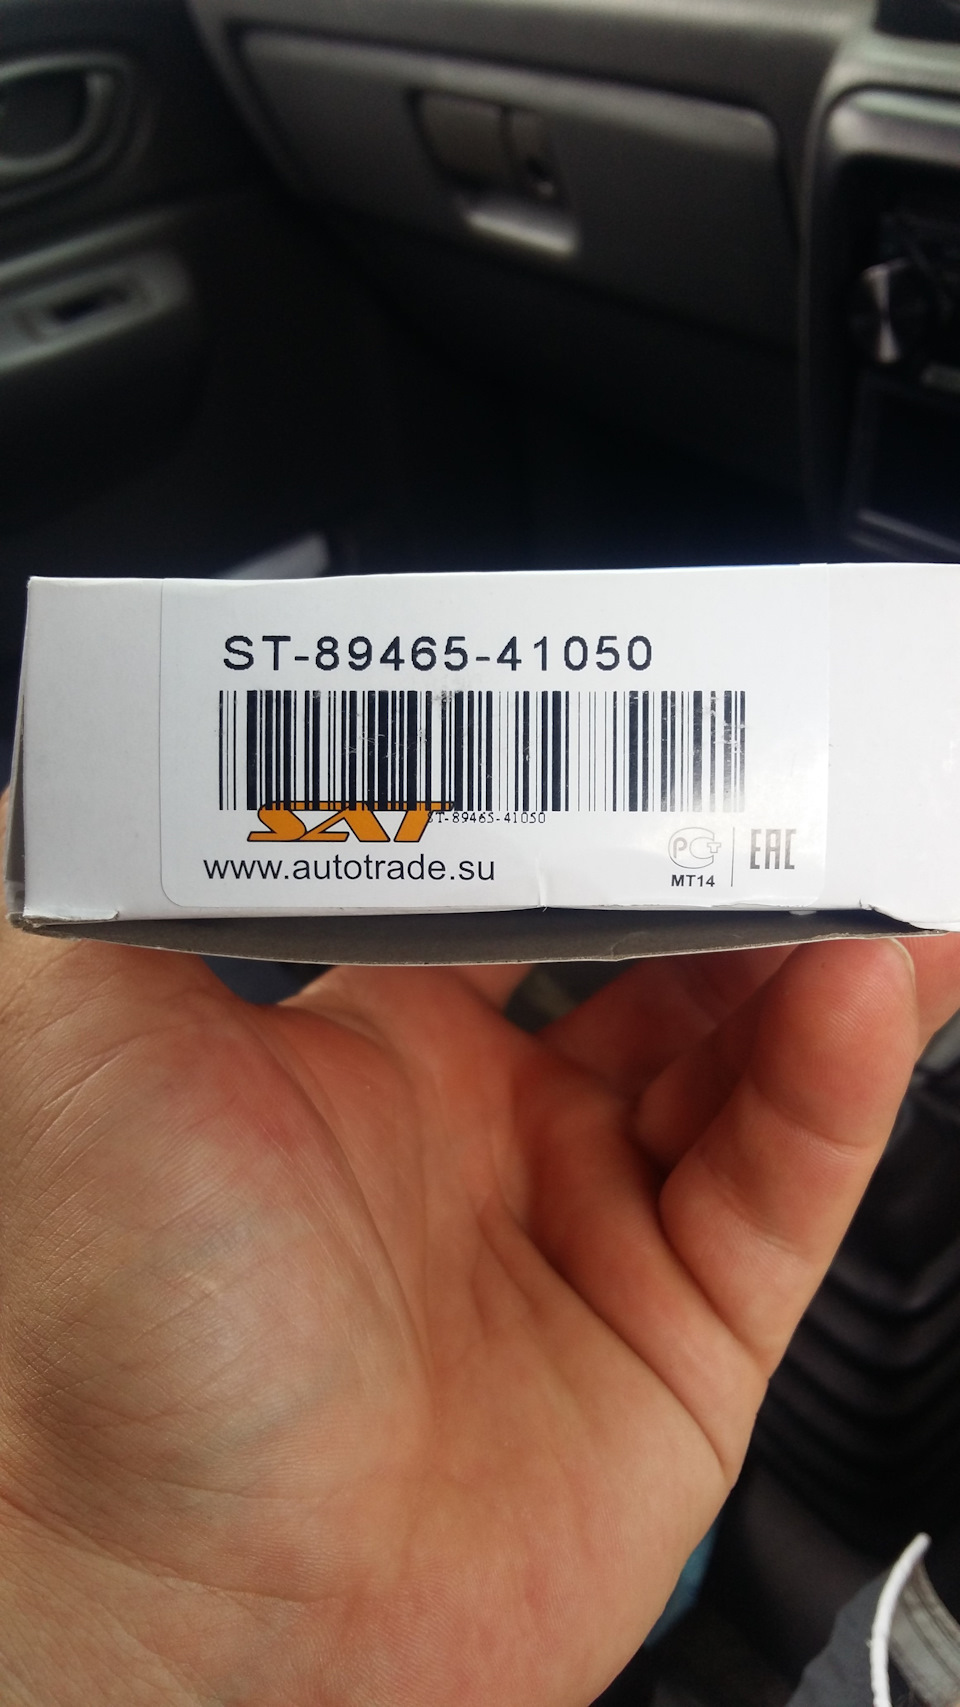 ST-89465-41050
SAT
ST-89465-41050
www.autotrade.su
PCT
MT14
EAC